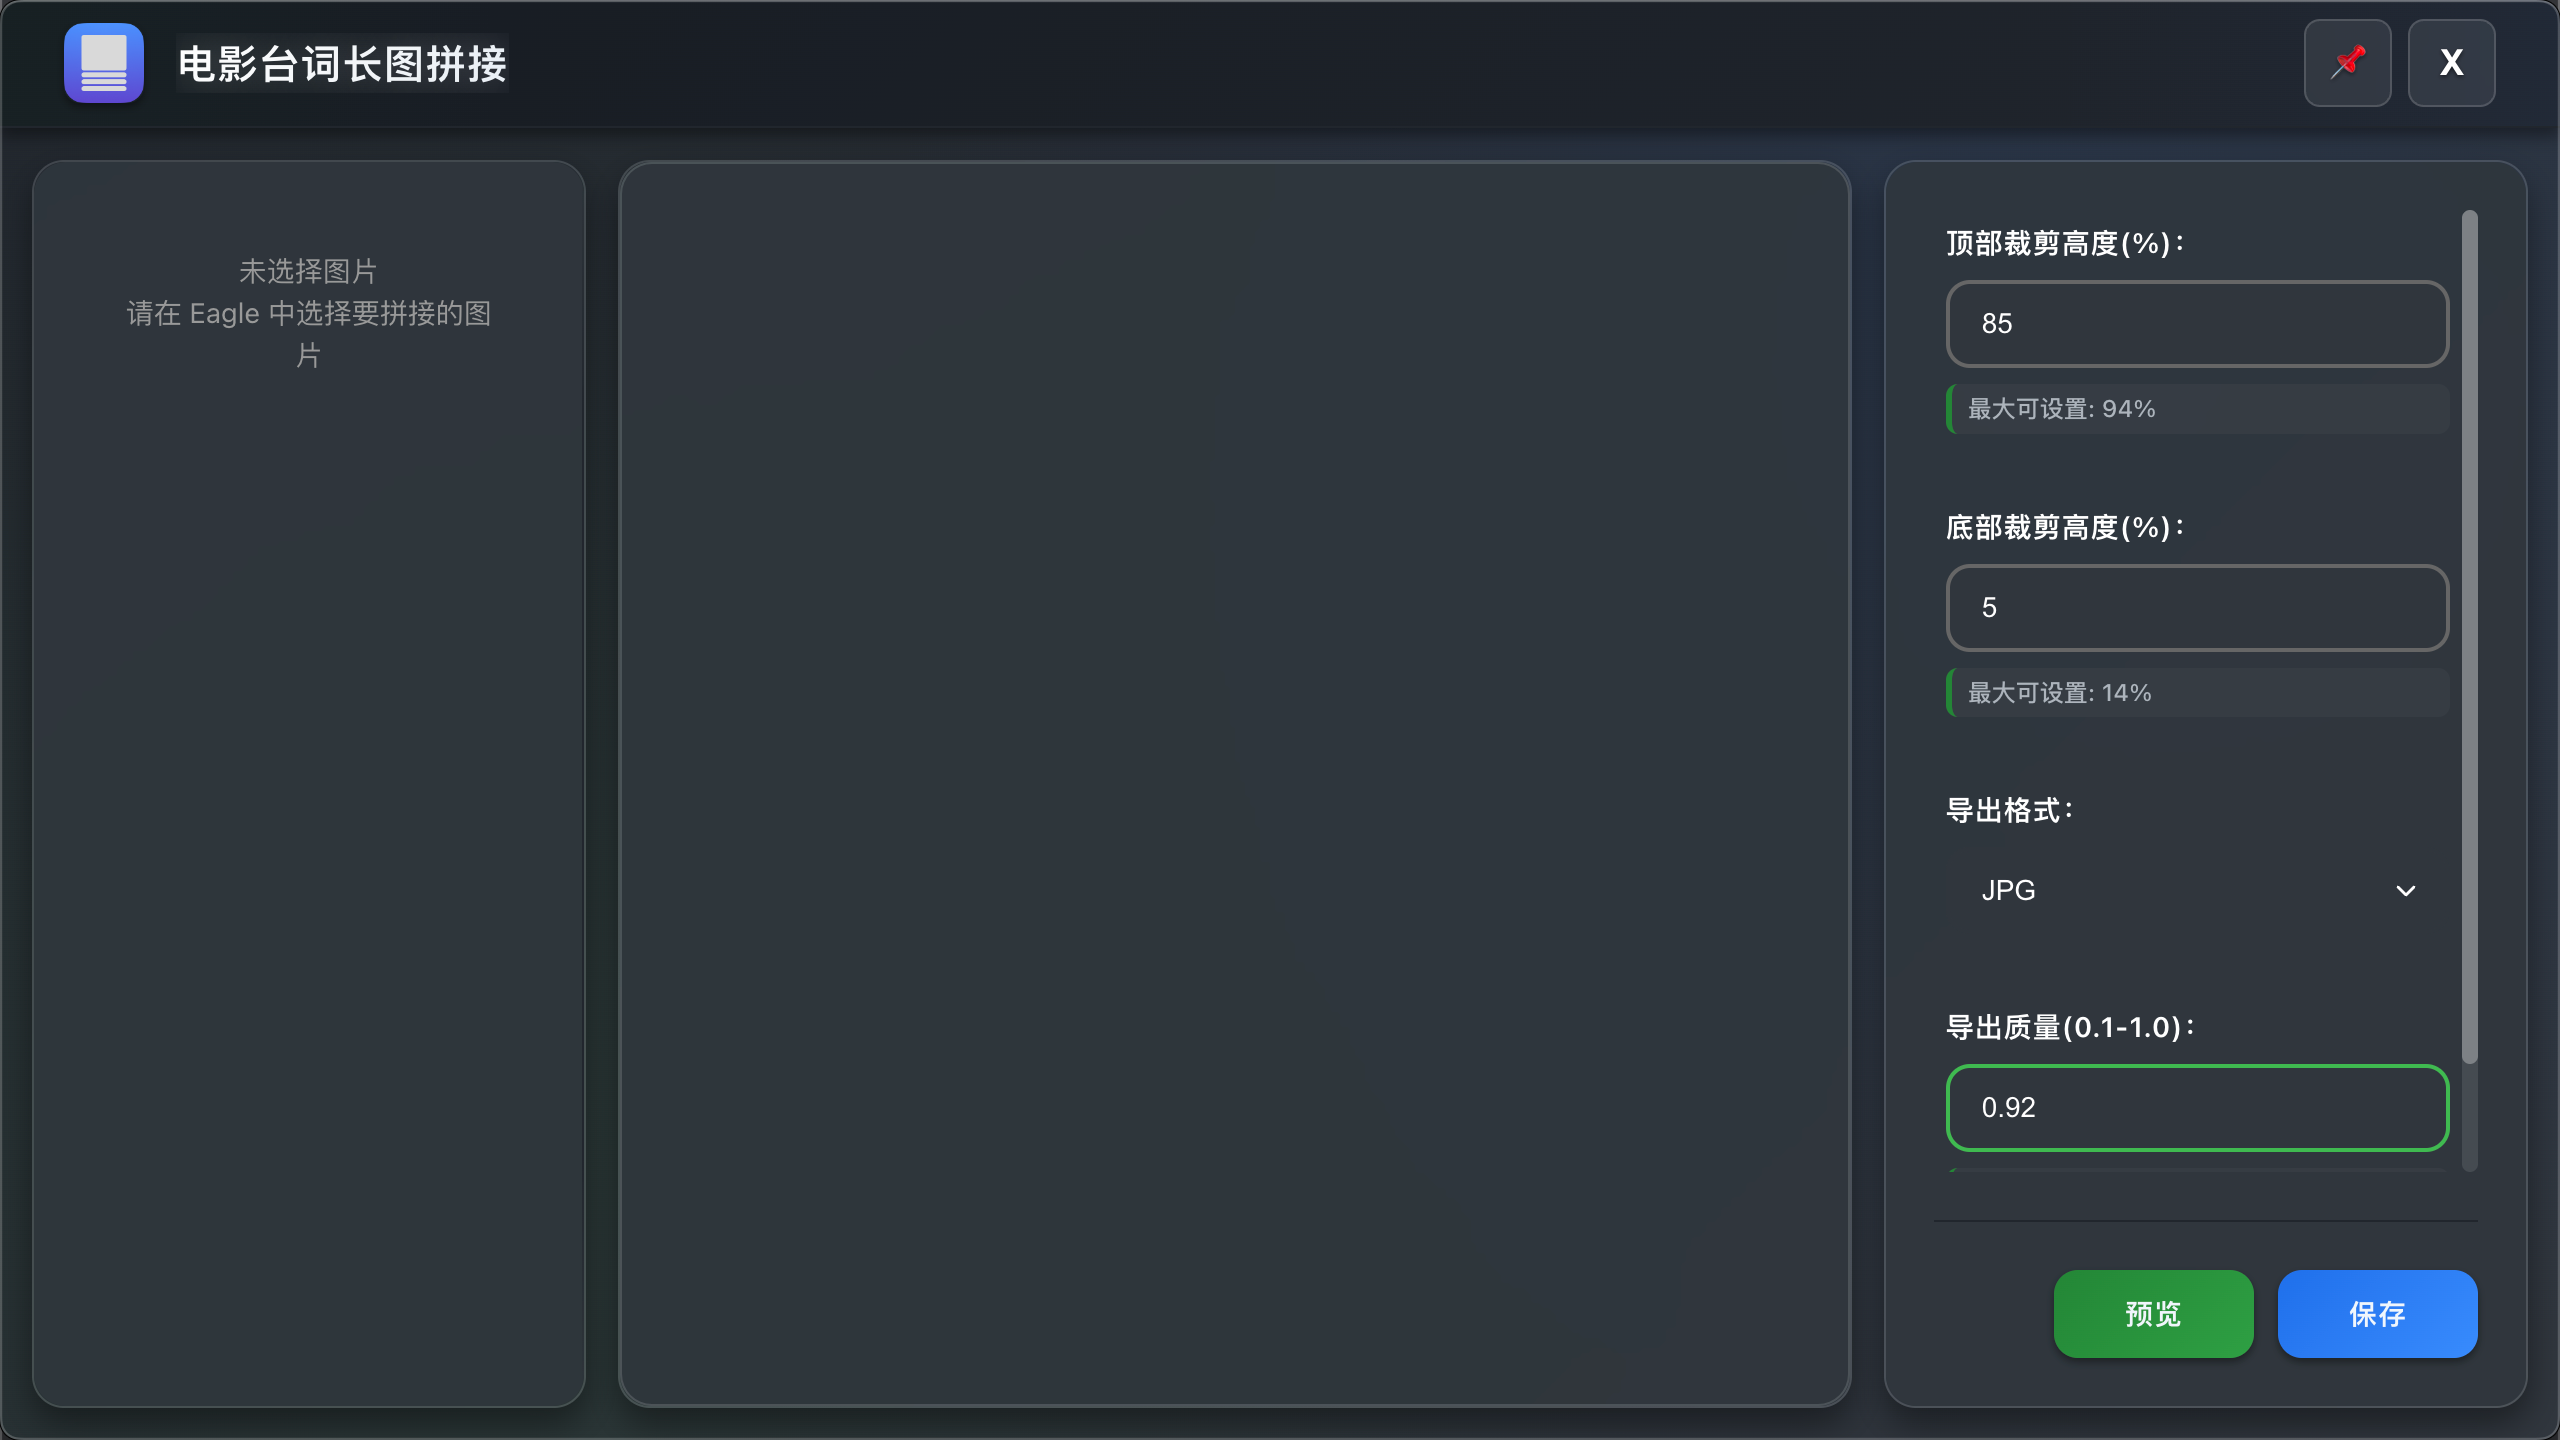 电影台词长图拼接
X
未选择图片
请在 Eagle 中选择要拼接的图
片
顶部裁剪高度(%):
85
最大可设置: 94%
底部裁剪高度(%):
5
最大可设置: 14%
导出格式:
JPG
导出质量(0.1-1.0):
0.92
预览
保存